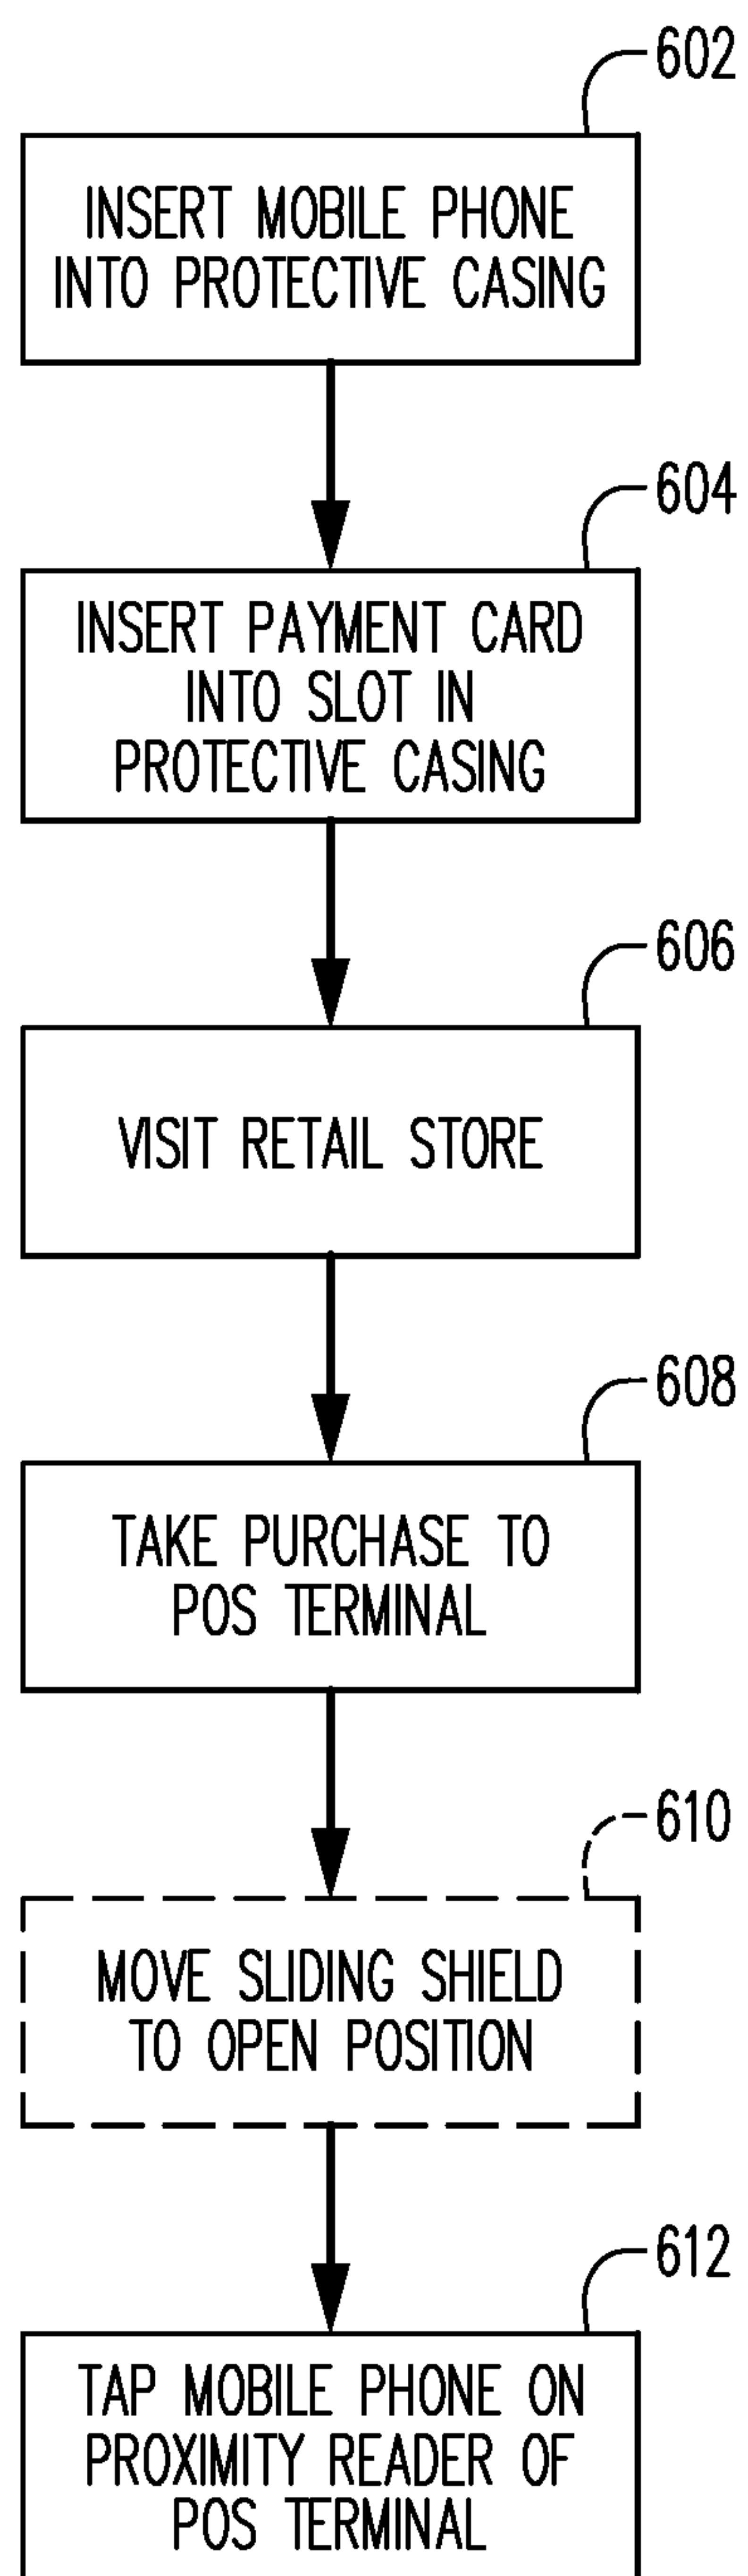 602
INSERT MOBILE PHONE
INTO PROTECTIVE CASING
604
INSERT PAYMENT CARD
INTO SLOT IN
PROTECTIVE CASING
606
VISIT RETAIL STORE
608
TAKE PURCHASE TO
POS TERMINAL
610
MOVE SLIDING SHIELD
TO OPEN POSITION
612
TAP MOBILE PHONE ON
PROXIMITY READER OF
POS TERMINAL